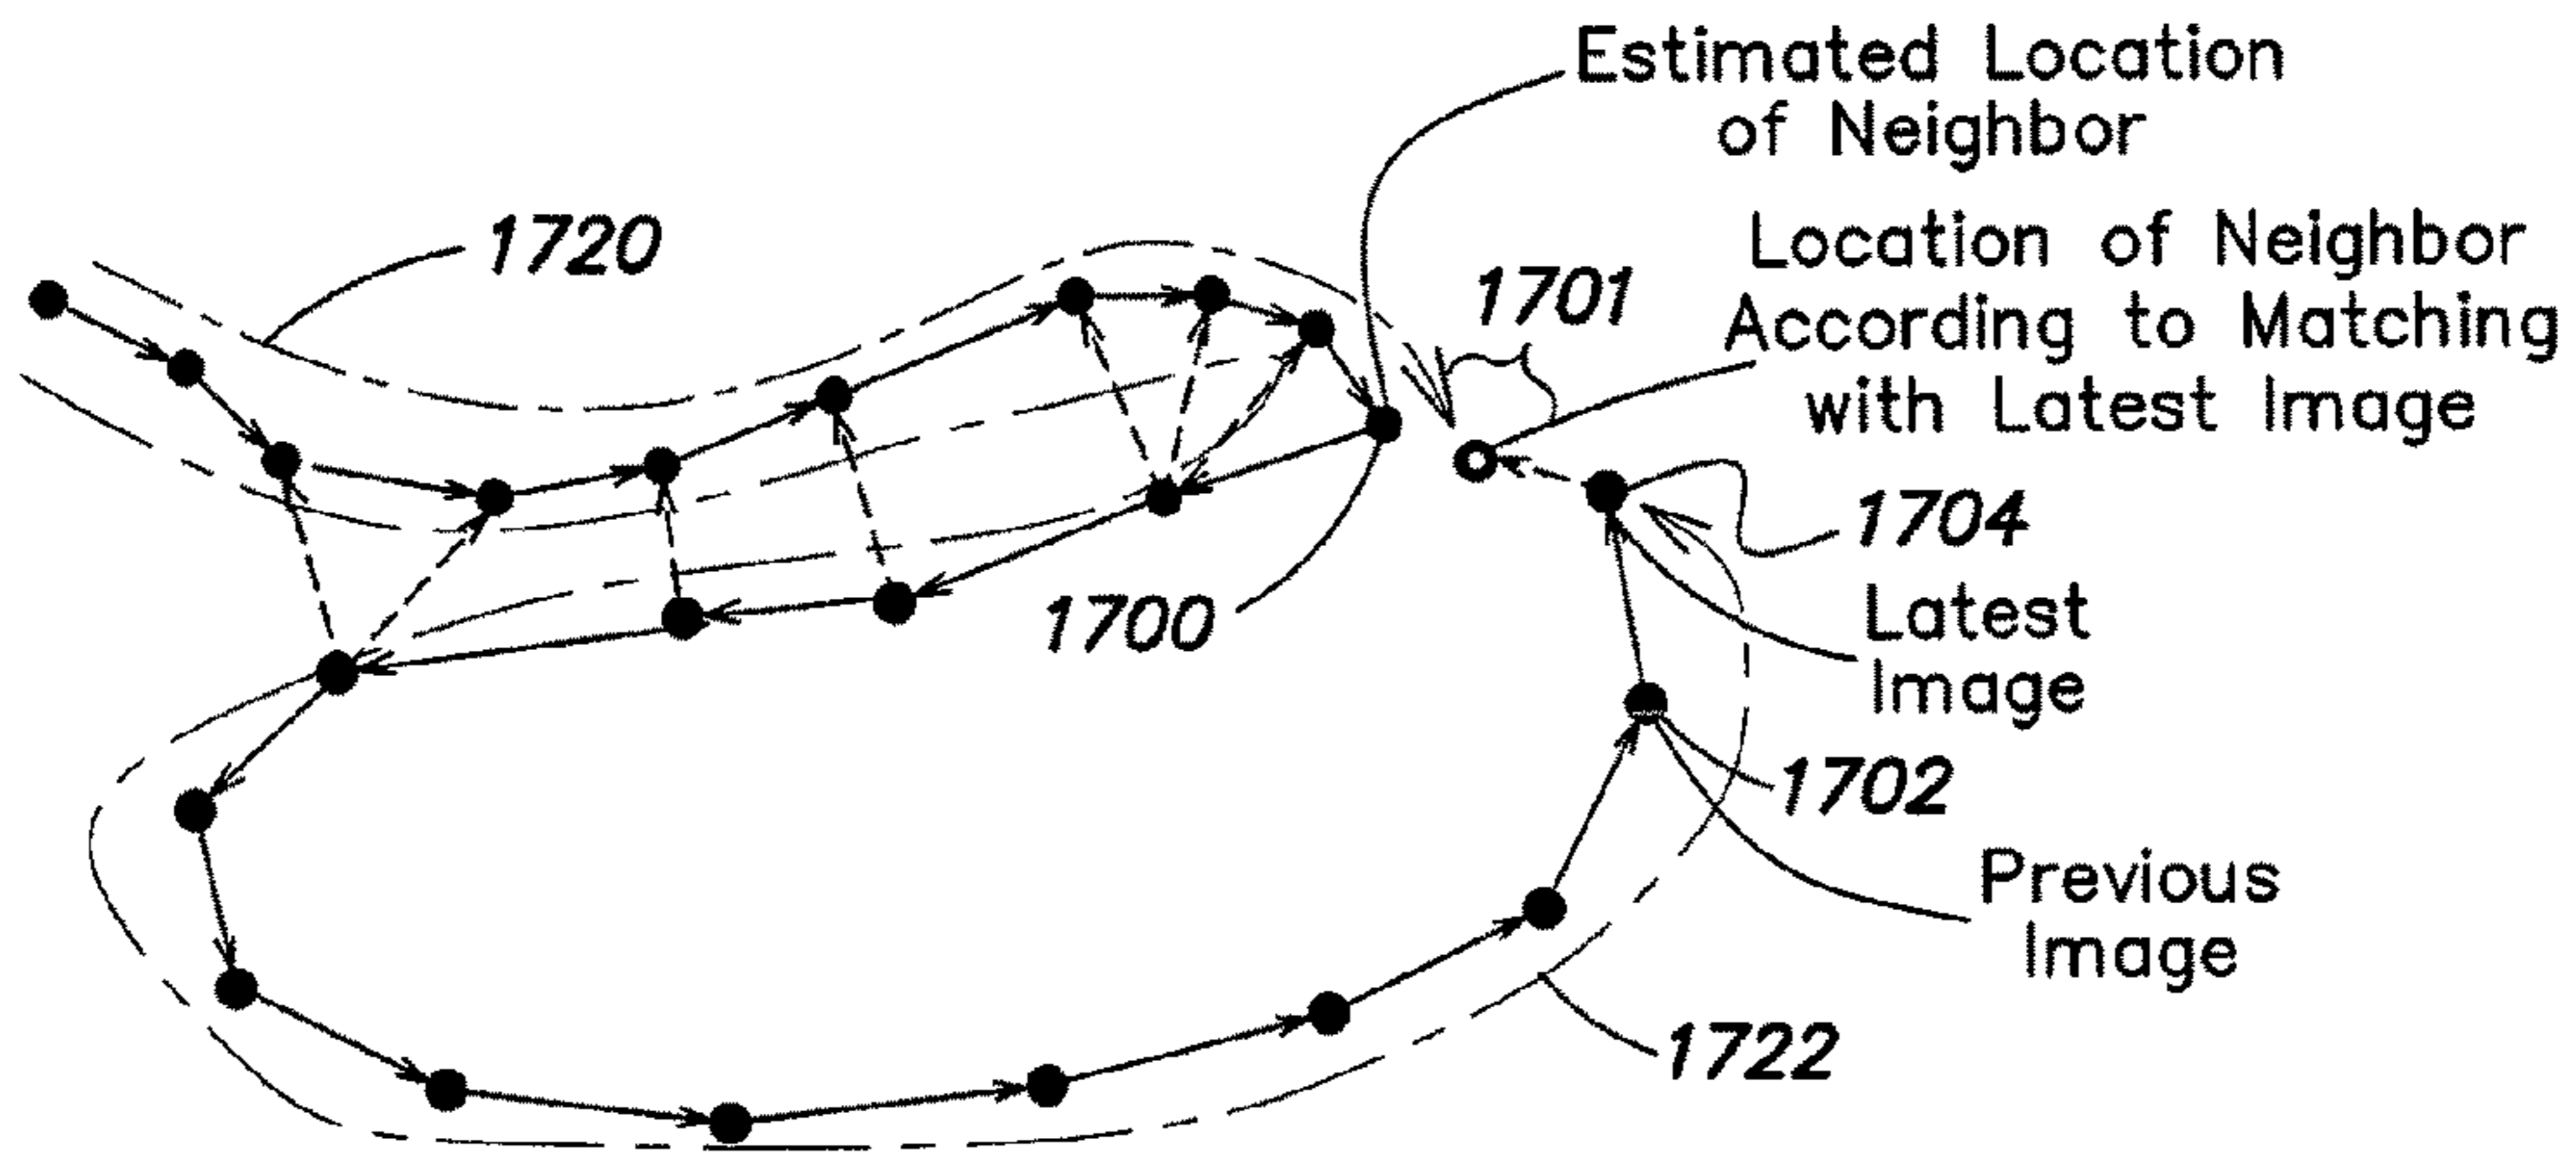 Estimated Location
of Neighbor
1720
Location of Neighbor
According to Matching
with Latest Image
1701
1704
1700
Latest
Image
1702
Previous
Image
1722